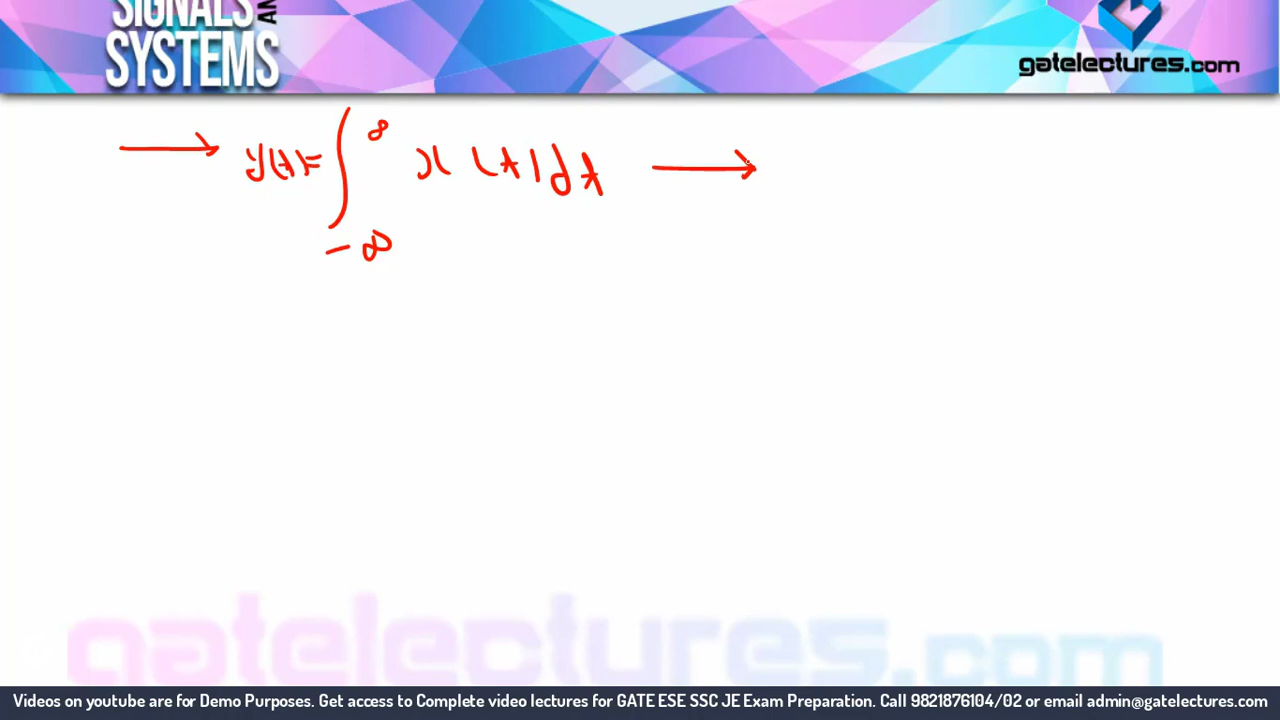 SIGNALS AN
SYSTEMS
gatelectures.com
→ y(t) = ∫_{-∞}^{∞} x(t) dt →
gatelectures.com
Videos on youtube are for Demo Purposes. Get access to Complete video lectures for GATE ESE SSC JE Exam Preparation. Call 9821876104/02 or email admin@gatelectures.com